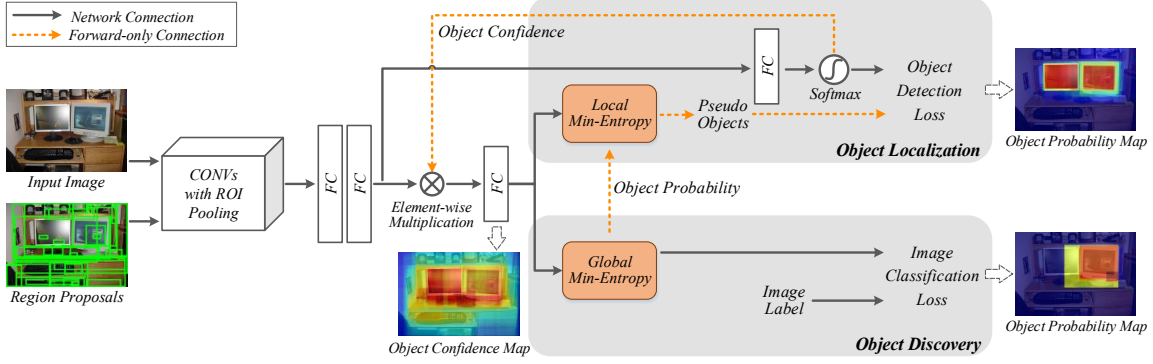 Network Connection
Forward-only Connection
Input Image
Region Proposals
CONVs
with ROI
Pooling
FC
FC
Element-wise
Multiplication
FC
Object Confidence Map
Object Confidence
FC
Softmax
Object
Detection
Loss
Local
Min-Entropy
Pseudo
Objects
Object Localization
Object Probability Map
Object Probability
Global
Min-Entropy
Image
Classification
Loss
Image
Label
Object Discovery
Object Probability Map